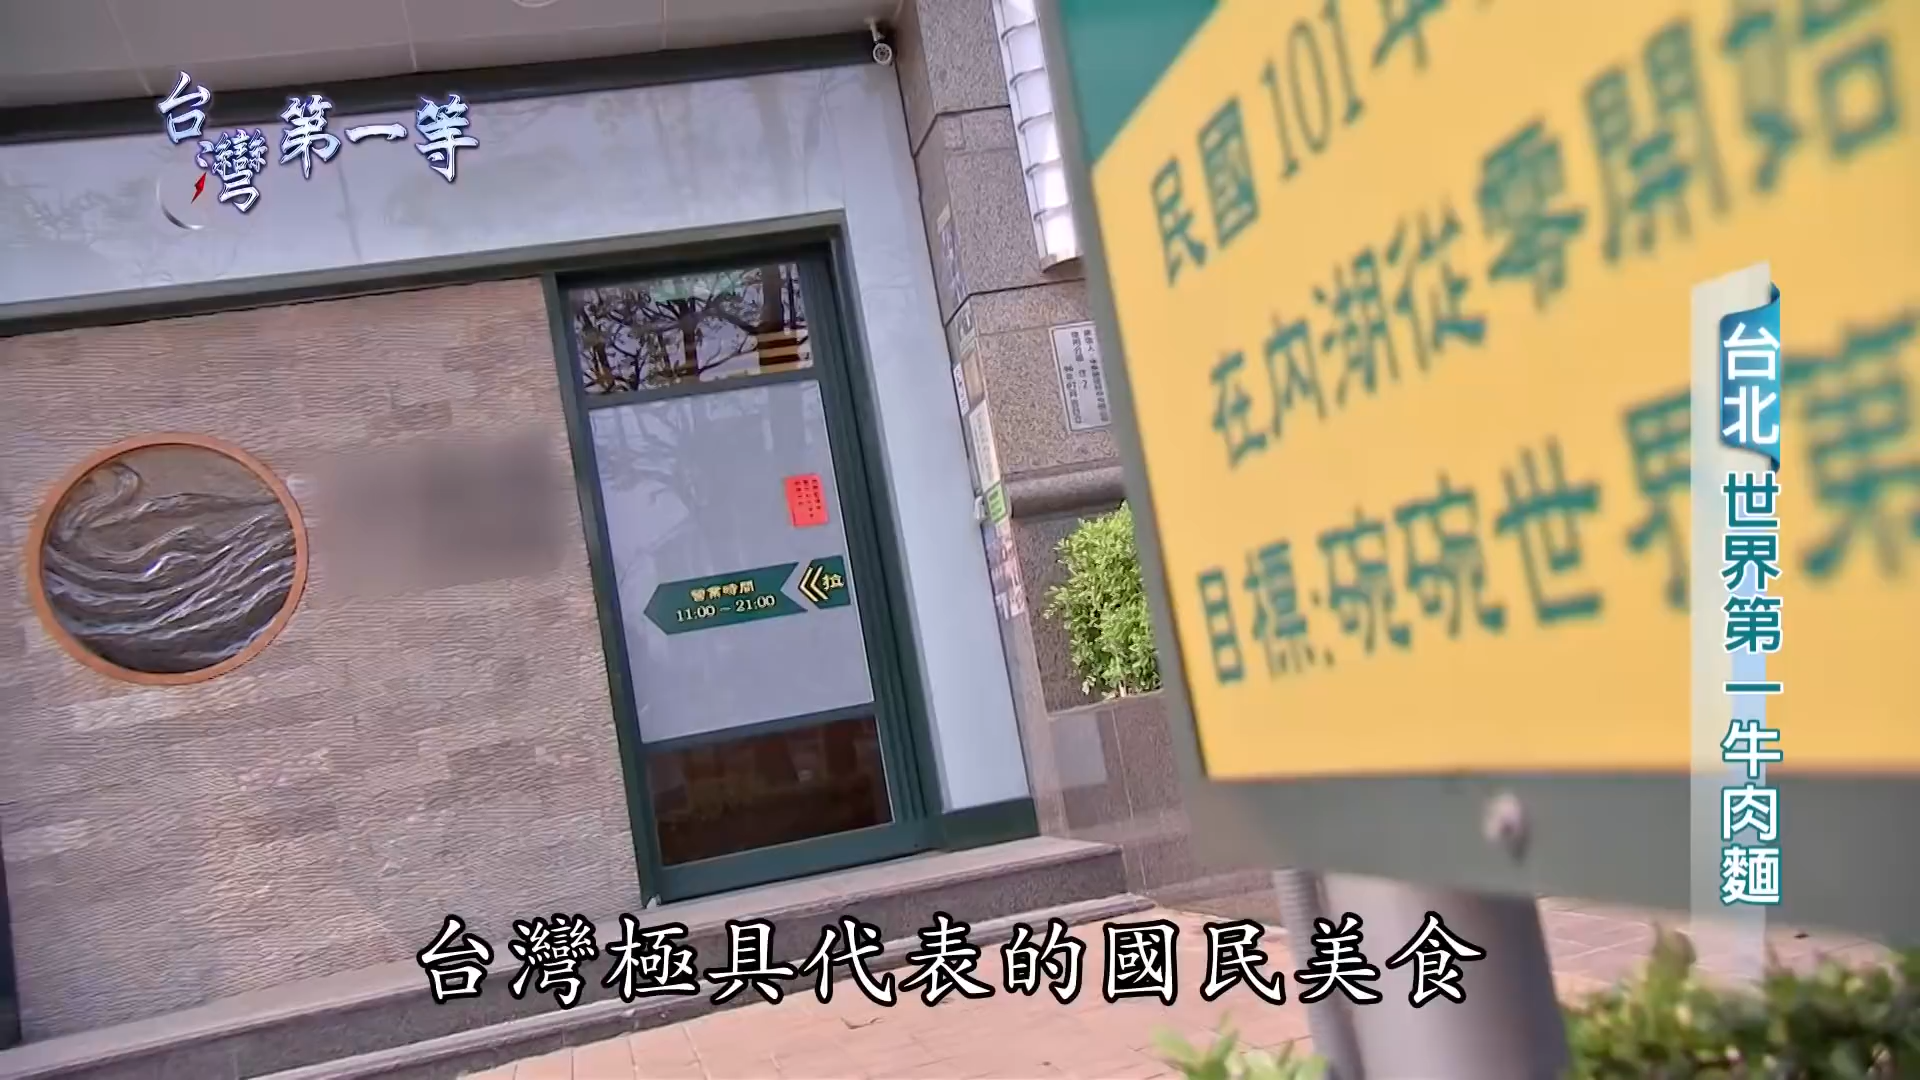 台灣第一等
民國101年
在內湖從零開始
目標:碗碗世界第
營業時間
11:00～21:00
拉
台北 世界第一牛肉麵
台灣極具代表的國民美食